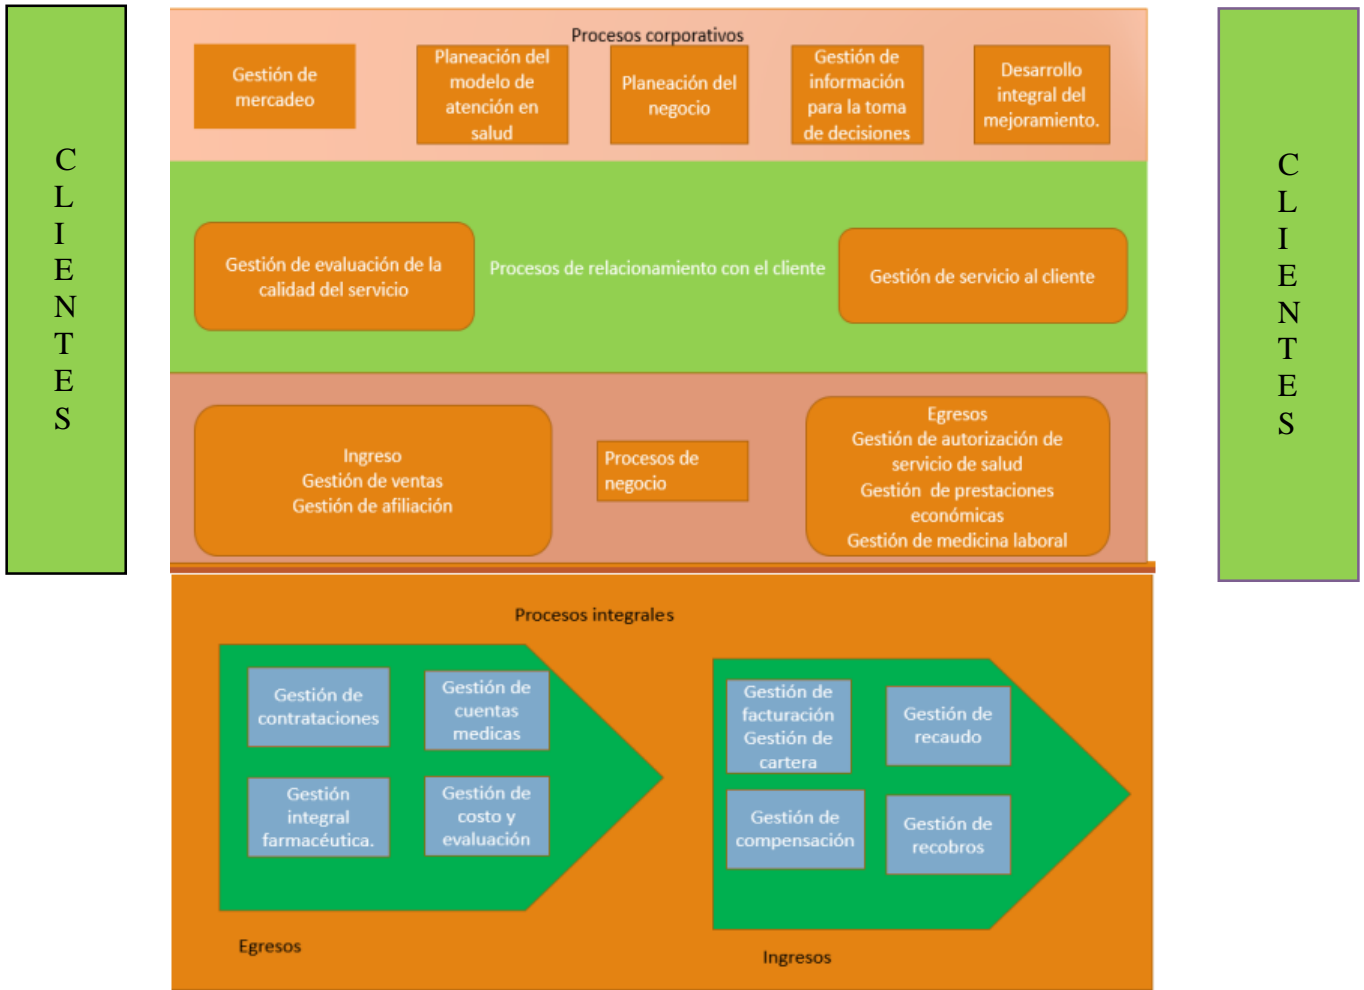 C
L
I
E
N
T
E
S
Procesos corporativos
Gestión de
mercadeo
Planeación del
modelo de
atención en
salud
Planeación del
negocio
Gestión de
información
para la toma
de decisiones
Desarrollo
integral del
mejoramiento.
Gestión de evaluación de la
calidad del servicio
Procesos de relacionamiento con el cliente
Gestión de servicio al cliente
Ingreso
Gestión de ventas
Gestión de afiliación
Procesos de
negocio
Egresos
Gestión de autorización de
servicio de salud
Gestión de prestaciones
económicas
Gestión de medicina laboral
Procesos integrales
Gestión de
contrataciones
Gestión de
cuentas
medicas
Gestión
integral
farmacéutica.
Gestión de
costo y
evaluación
Egresos
Gestión de
facturación
Gestión de
cartera
Gestión de
recaudo
Gestión de
compensación
Gestión de
recobros
Ingresos
C
L
I
E
N
T
E
S